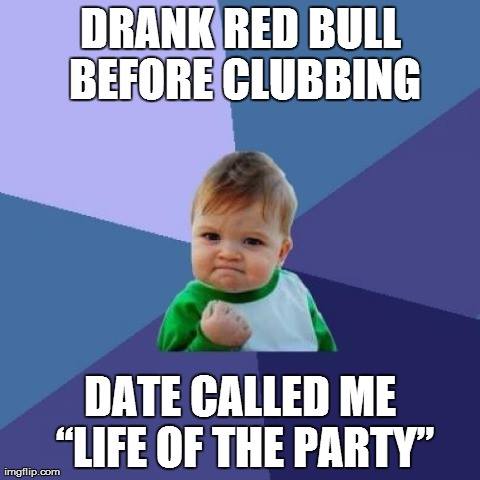 DRANK RED BULL
BEFORE CLUBBING
DATE CALLED ME
“LIFE OF THE PARTY”
imgflip.com